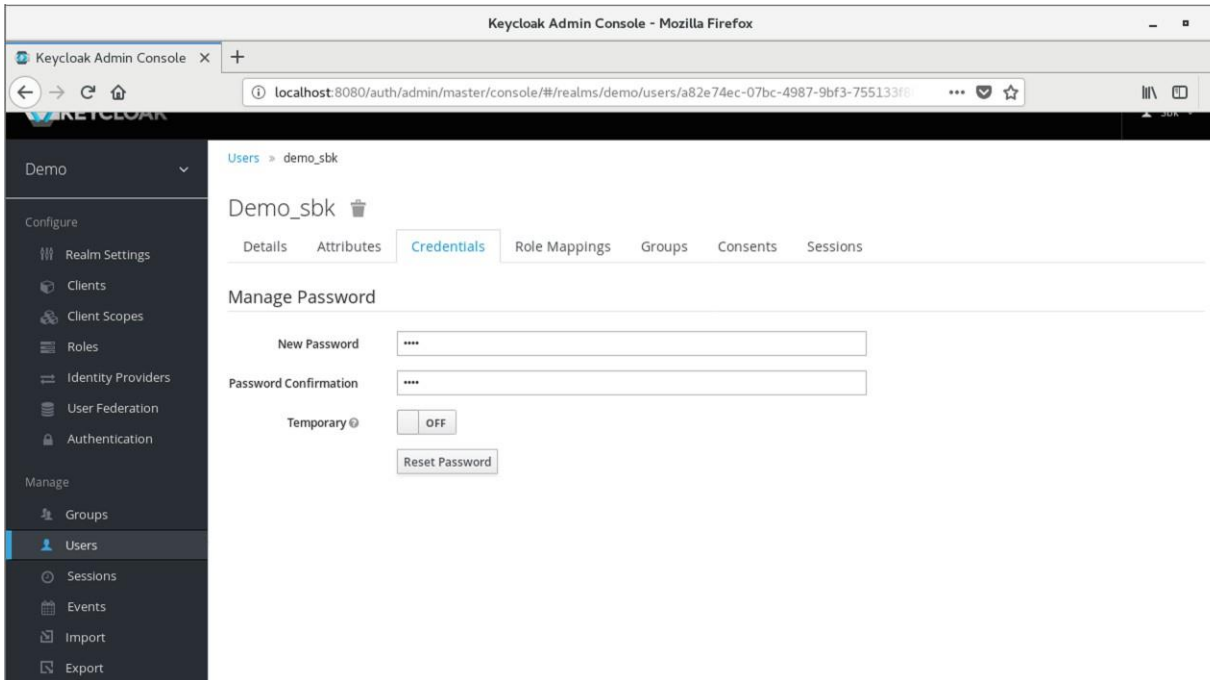 Keycloak Admin Console - Mozilla Firefox
Keycloak Admin Console
localhost:8080/auth/admin/master/console/#/realms/demo/users/a82e74ec-07bc-4987-9bf3-755133f8
KEYCLOAK
Demo
Users » demo_sbk
Demo_sbk
Details Attributes Credentials Role Mappings Groups Consents Sessions
Configure
Realm Settings
Clients
Client Scopes
Roles
Identity Providers
User Federation
Authentication
Manage
Groups
Users
Sessions
Events
Import
Export
Manage Password
New Password ••••
Password Confirmation ••••
Temporary OFF
Reset Password